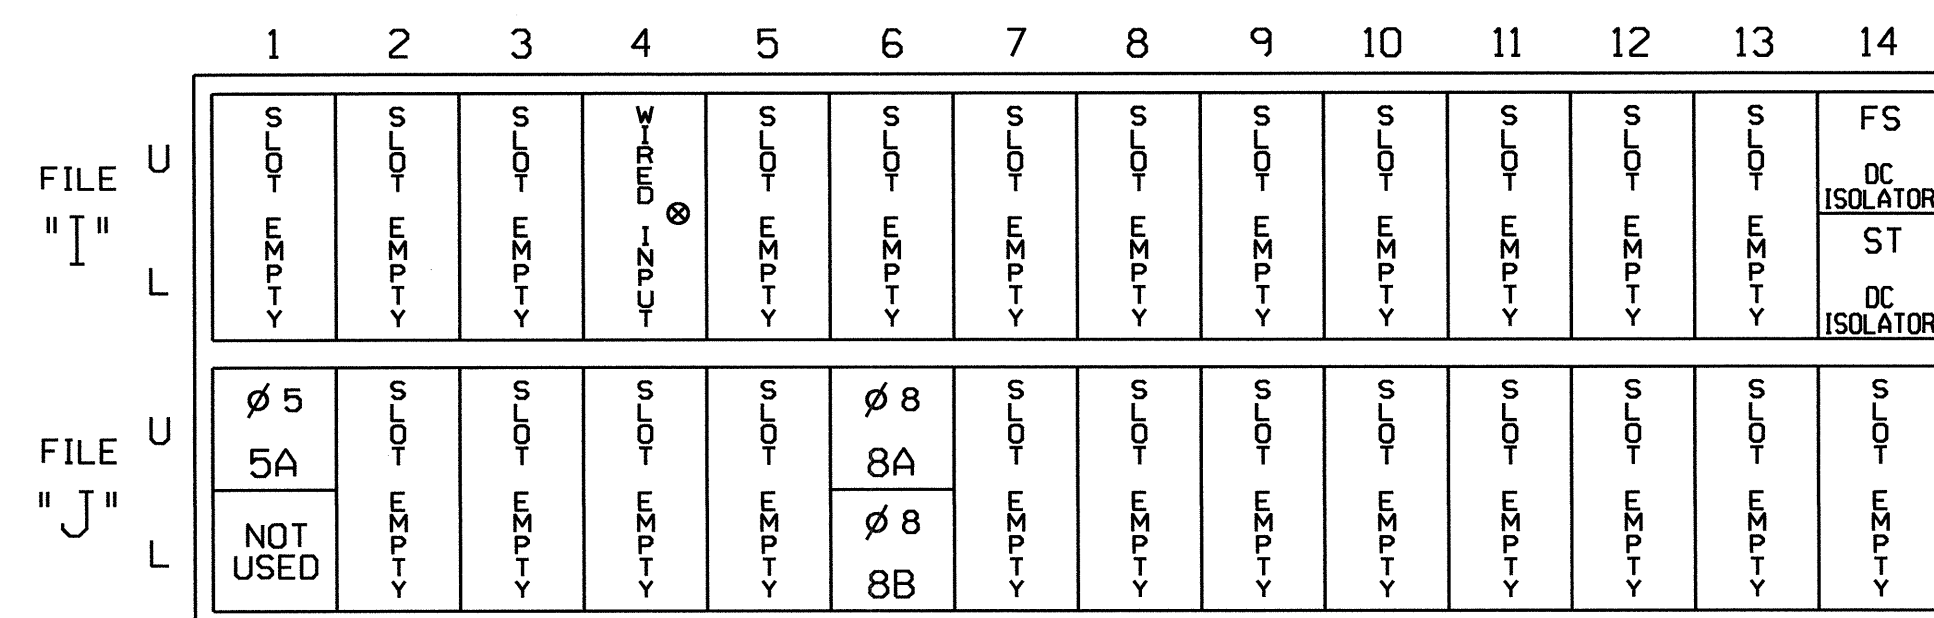 1 2 3 4 5 6 7 8 9 10 11 12 13 14
FILE "I"
U
L
SLOT EMPTY
SLOT EMPTY
SLOT EMPTY
WIRED INPUT
SLOT EMPTY
SLOT EMPTY
SLOT EMPTY
SLOT EMPTY
SLOT EMPTY
SLOT EMPTY
SLOT EMPTY
SLOT EMPTY
SLOT EMPTY
FS
DC
ISOLATOR
ST
DC
ISOLATOR
FILE "J"
U
L
Ø 5
5A
NOT
USED
SLOT EMPTY
SLOT EMPTY
SLOT EMPTY
SLOT EMPTY
Ø 8
8A
Ø 8
8B
SLOT EMPTY
SLOT EMPTY
SLOT EMPTY
SLOT EMPTY
SLOT EMPTY
SLOT EMPTY
SLOT EMPTY
SLOT EMPTY